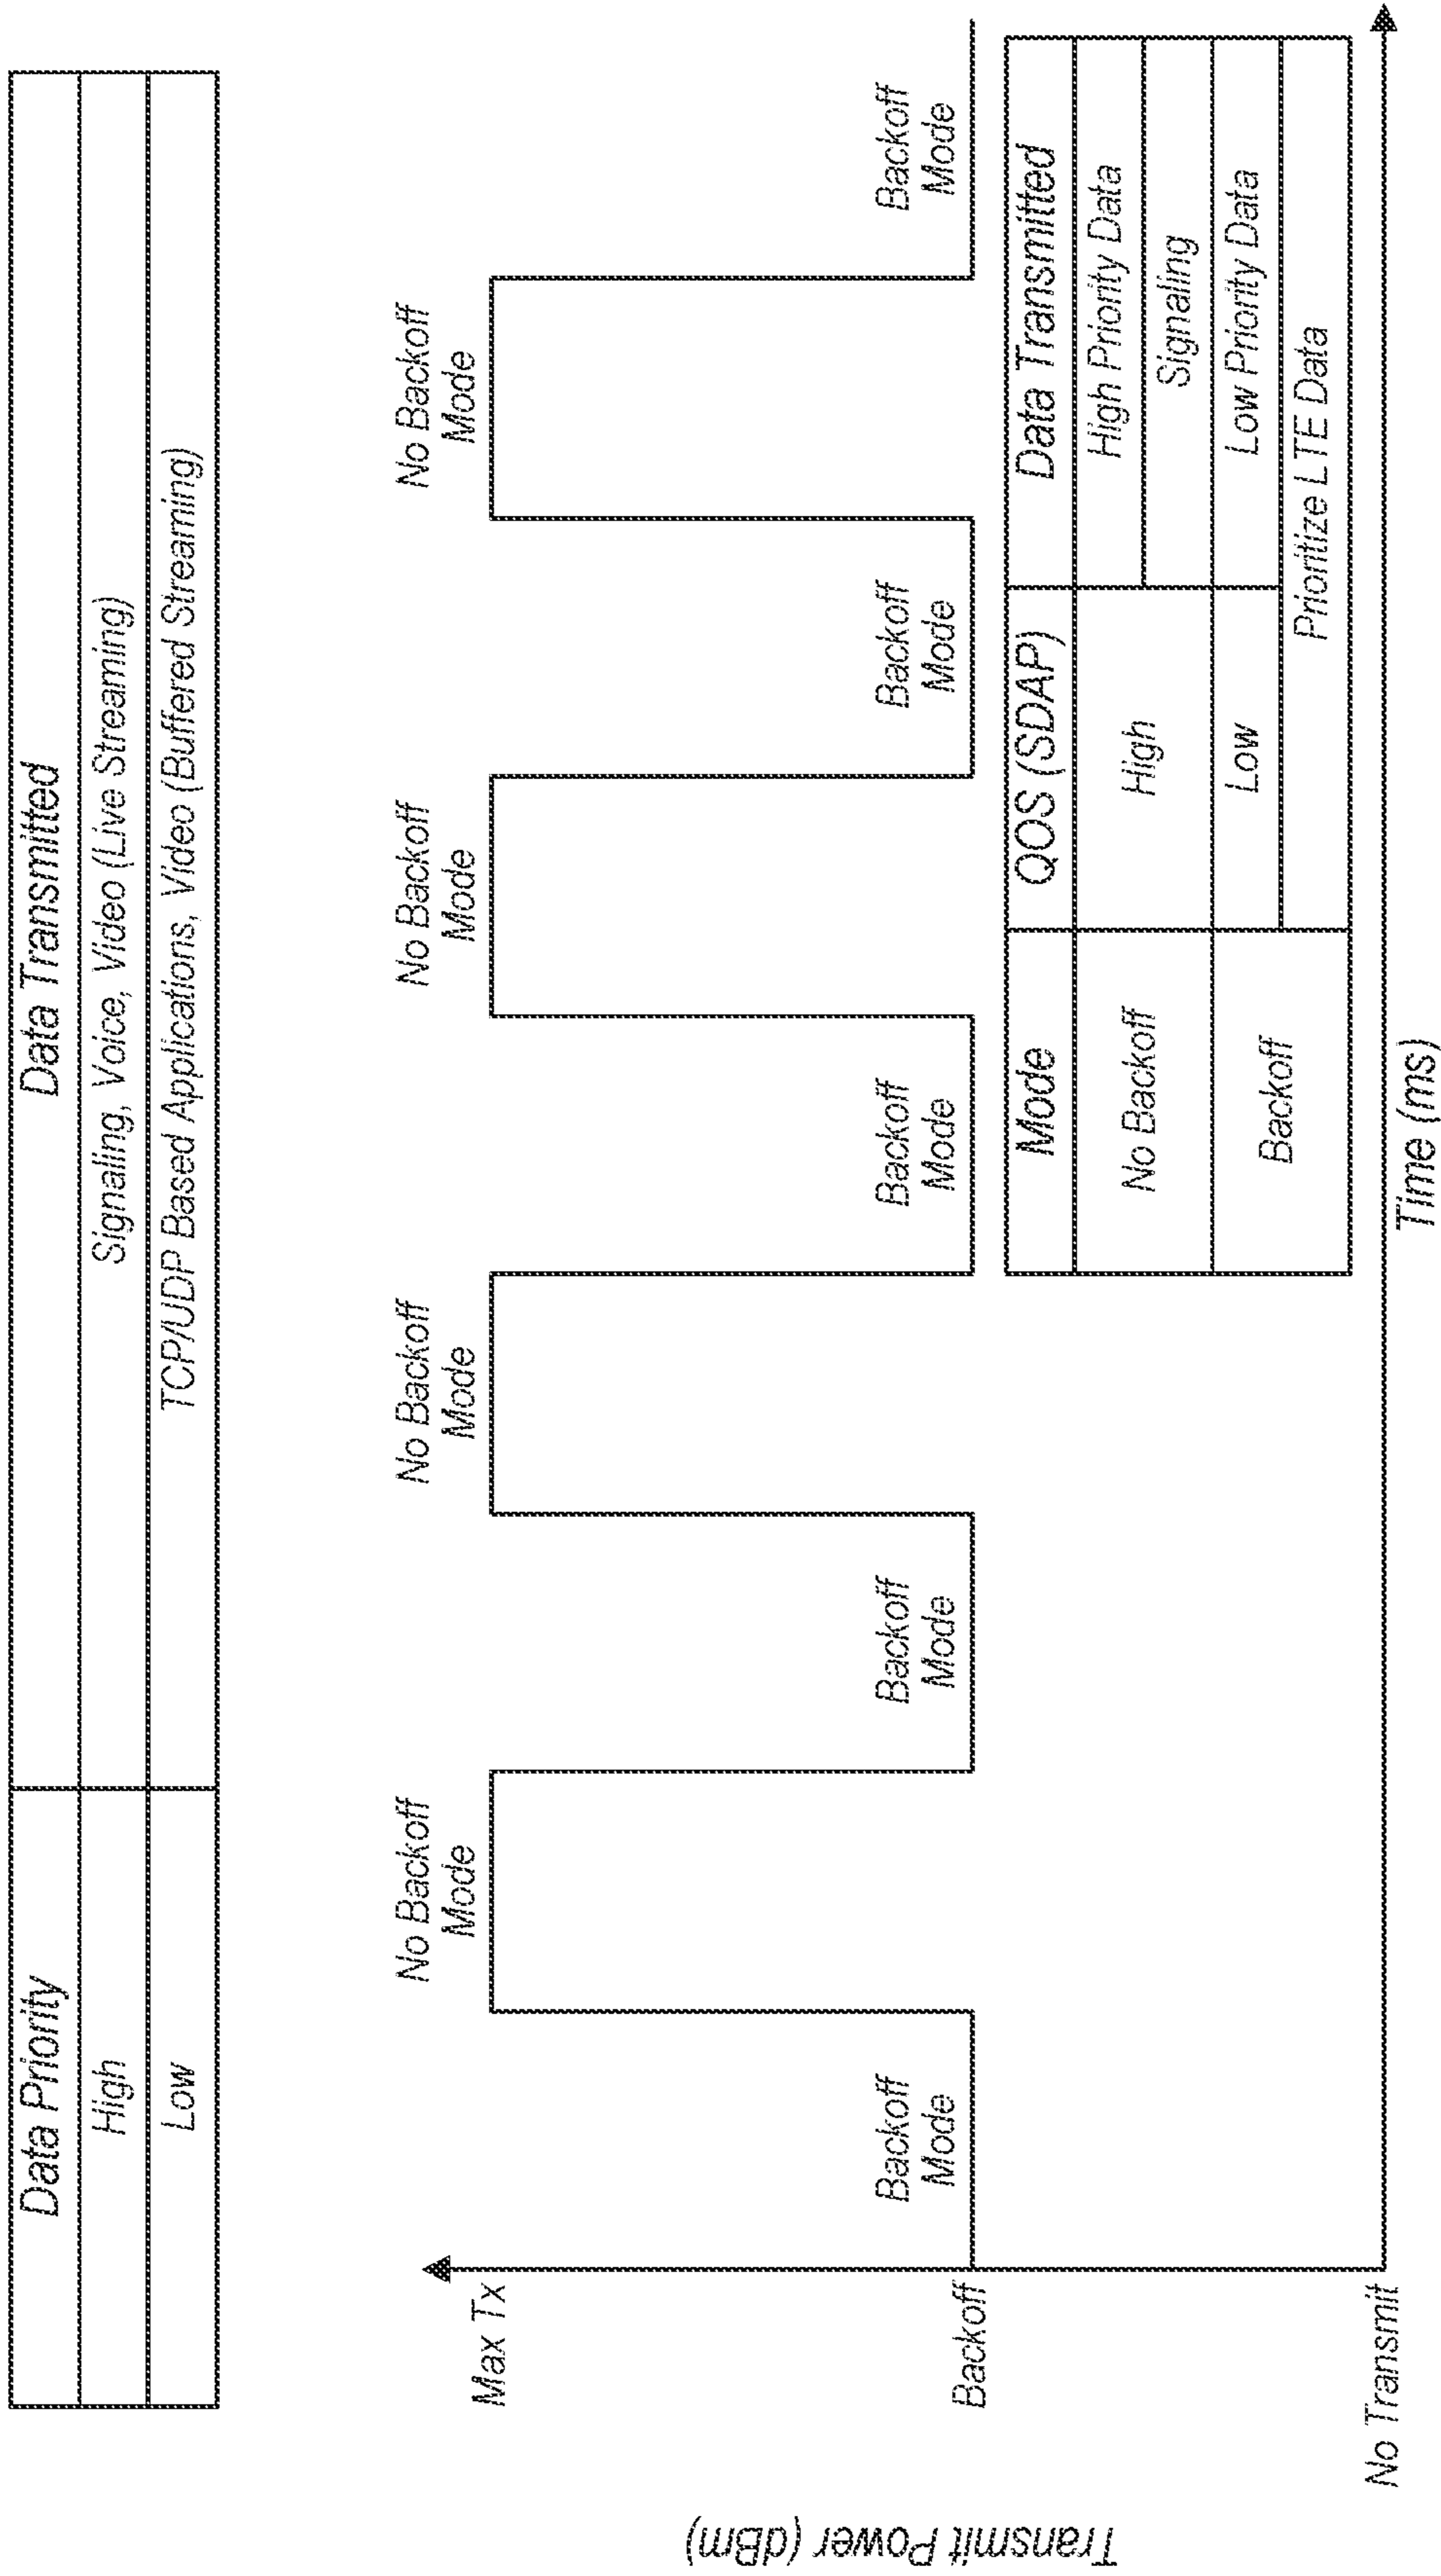 Data Priority
Data Transmitted
High
Signaling, Voice, Video (Live Streaming)
Low
TCP/UDP Based Applications, Video (Buffered Streaming)
Transmit Power (dBm)
Max Tx
Backoff
No Transmit
Backoff
Mode
No Backoff
Mode
Backoff
Mode
No Backoff
Mode
Backoff
Mode
No Backoff
Mode
Backoff
Mode
No Backoff
Mode
Backoff
Mode
Mode
QOS (SDAP)
Data Transmitted
No Backoff
High
High Priority Data
Signaling
Backoff
Low
Low Priority Data
Prioritize LTE Data
Time (ms)